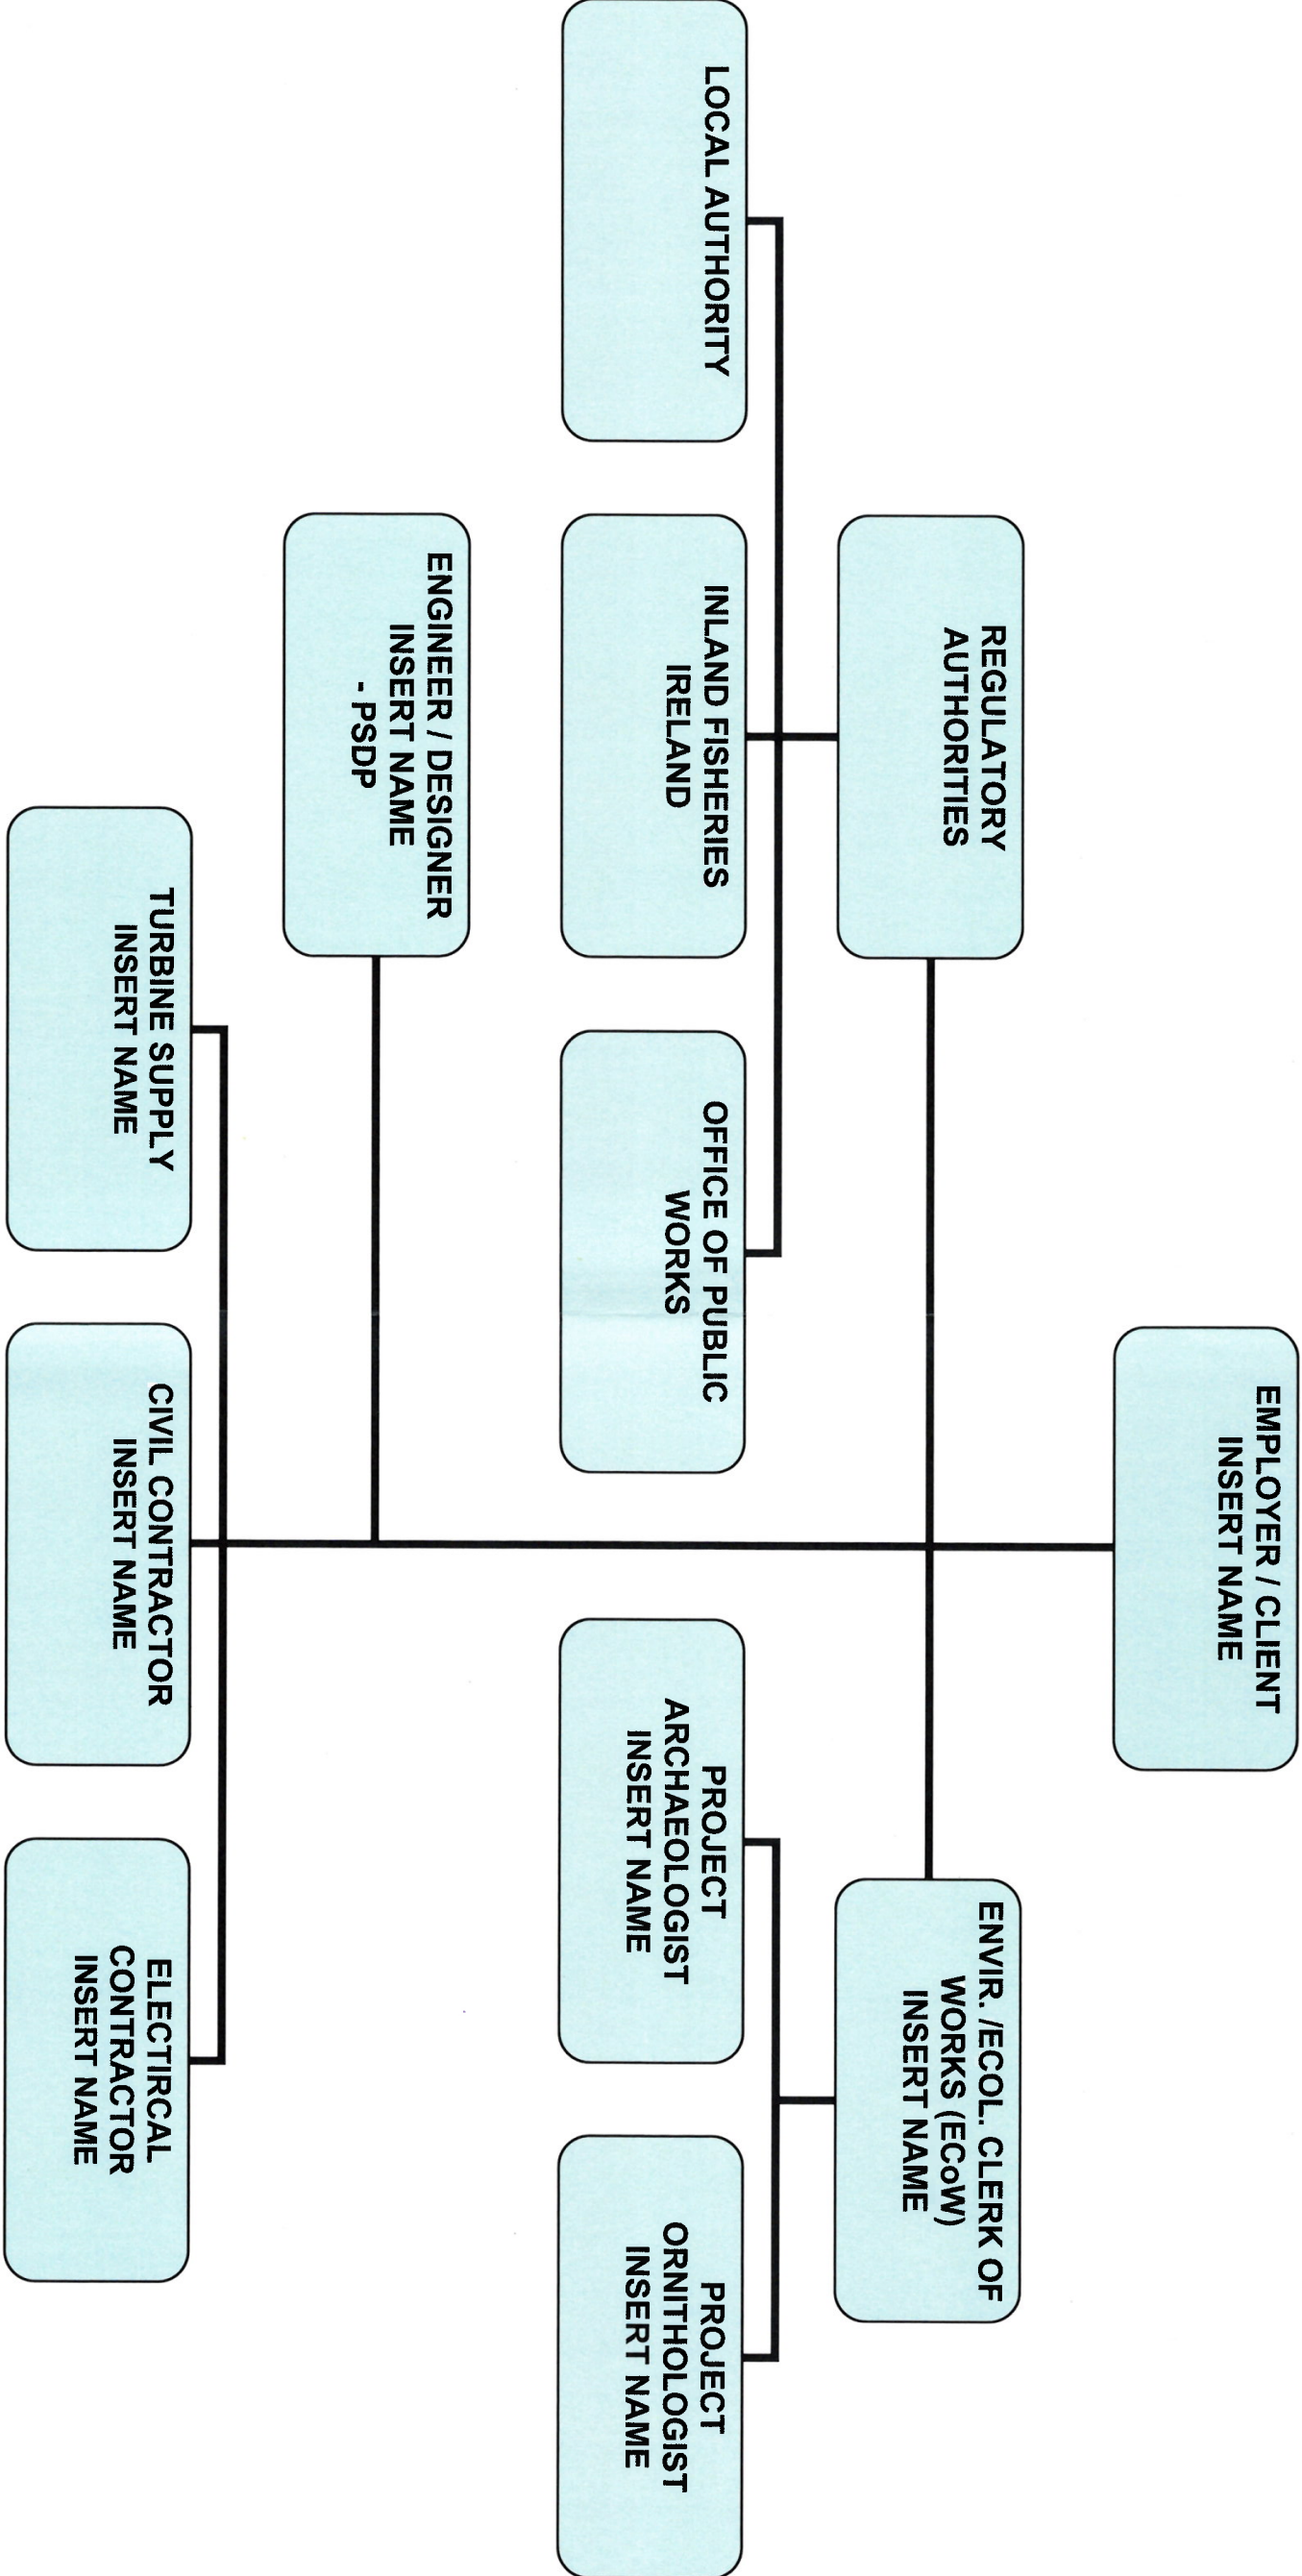 EMPLOYER / CLIENT
INSERT NAME
REGULATORY
AUTHORITIES
ENVIR. /ECOL. CLERK OF
WORKS (ECoW)
INSERT NAME
LOCAL AUTHORITY
INLAND FISHERIES
IRELAND
OFFICE OF PUBLIC
WORKS
PROJECT
ARCHAEOLOGIST
INSERT NAME
PROJECT
ORNITHOLOGIST
INSERT NAME
ENGINEER / DESIGNER
INSERT NAME
- PSDP
TURBINE SUPPLY
INSERT NAME
CIVIL CONTRACTOR
INSERT NAME
ELECTIRCAL
CONTRACTOR
INSERT NAME